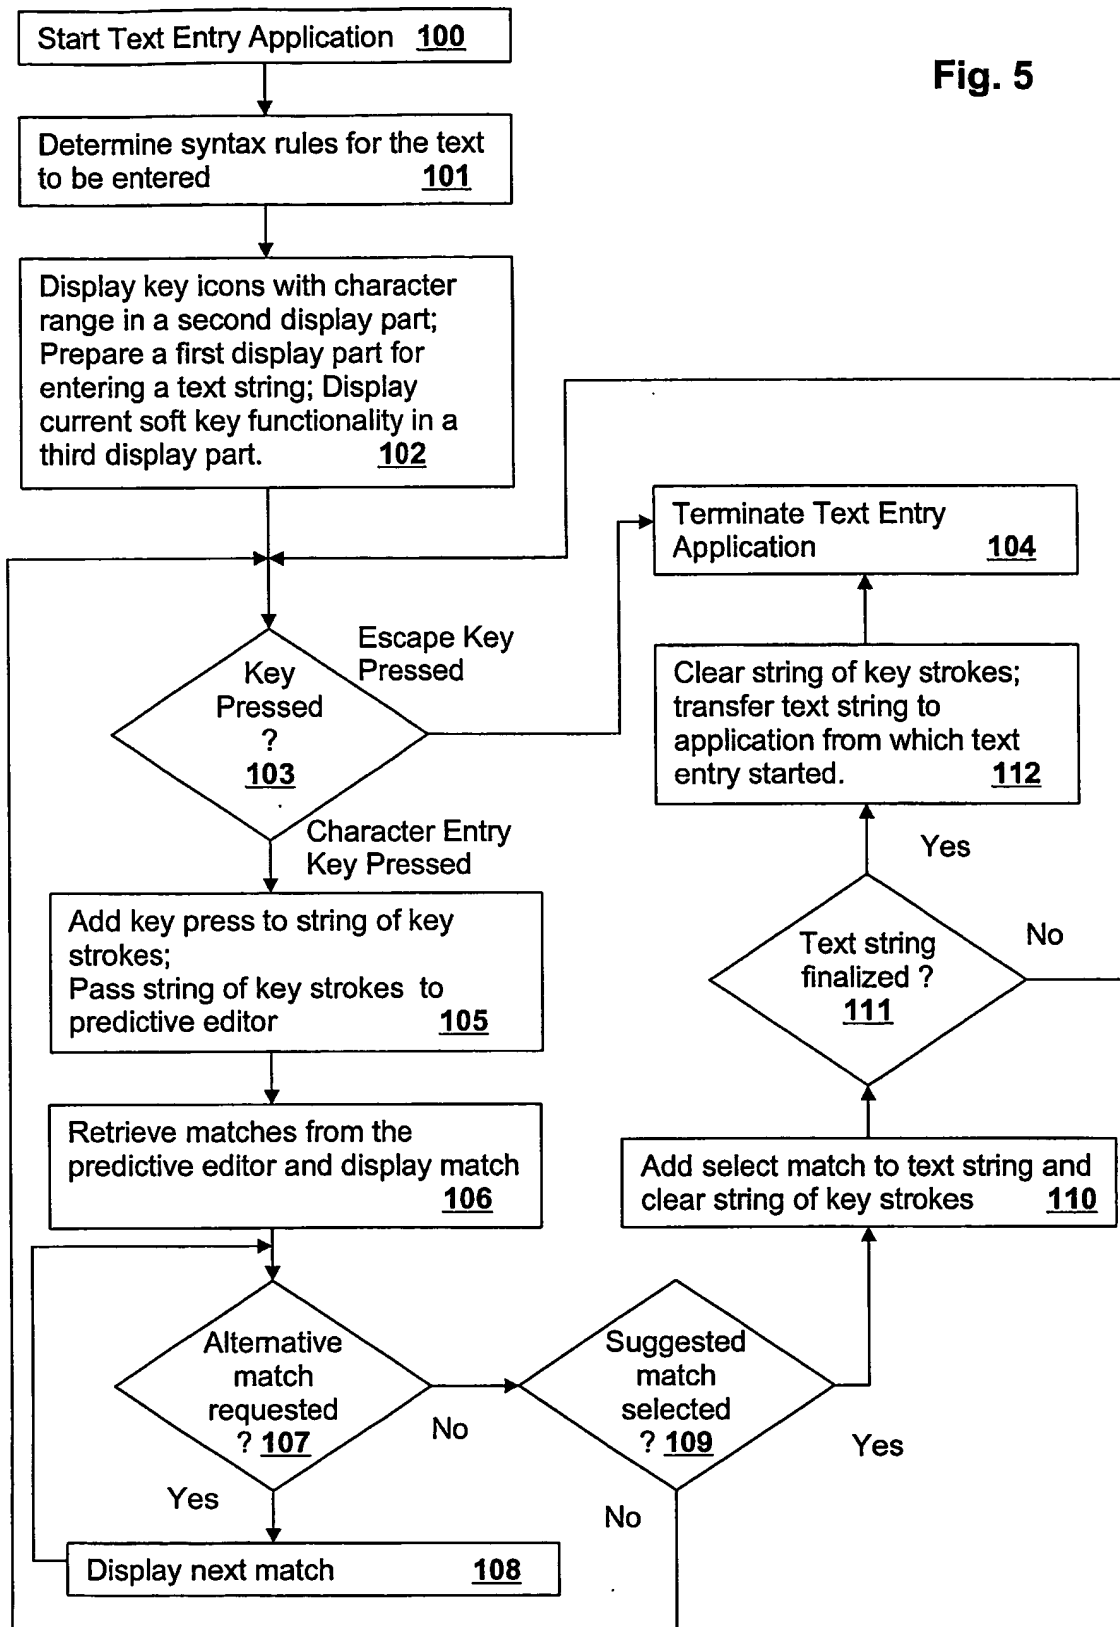 Start Text Entry Application 100
Fig. 5
Determine syntax rules for the text
to be entered 101
Display key icons with character
range in a second display part;
Prepare a first display part for
entering a text string; Display
current soft key functionality in a
third display part. 102
Terminate Text Entry
Application 104
Escape Key
Pressed
Key
Pressed
?
103
Clear string of key strokes;
transfer text string to
application from which text
entry started. 112
Character Entry
Key Pressed
Yes
Add key press to string of key
strokes;
Pass string of key strokes to
predictive editor 105
Text string
finalized ?
111
No
Retrieve matches from the
predictive editor and display match
106
Add select match to text string and
clear string of key strokes 110
Alternative
match
requested
? 107
No
Suggested
match
selected
? 109
Yes
Yes
No
Display next match 108